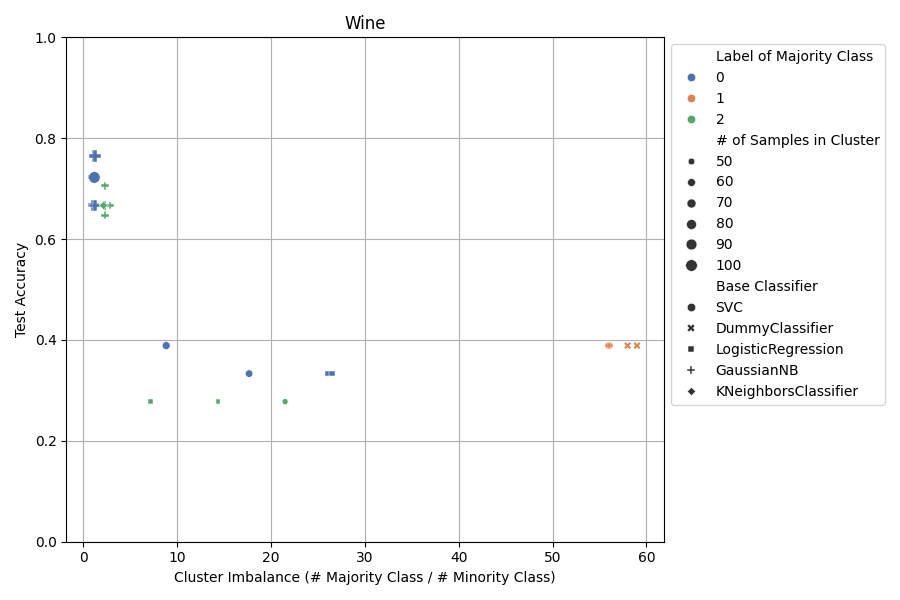 Wine
Test Accuracy
1.0
0.8
0.6
0.4
0.2
0.0
0
10
20
30
40
50
60
Cluster Imbalance (# Majority Class / # Minority Class)
Label of Majority Class
0
1
2
# of Samples in Cluster
50
60
70
80
90
100
Base Classifier
SVC
DummyClassifier
LogisticRegression
GaussianNB
KNeighborsClassifier